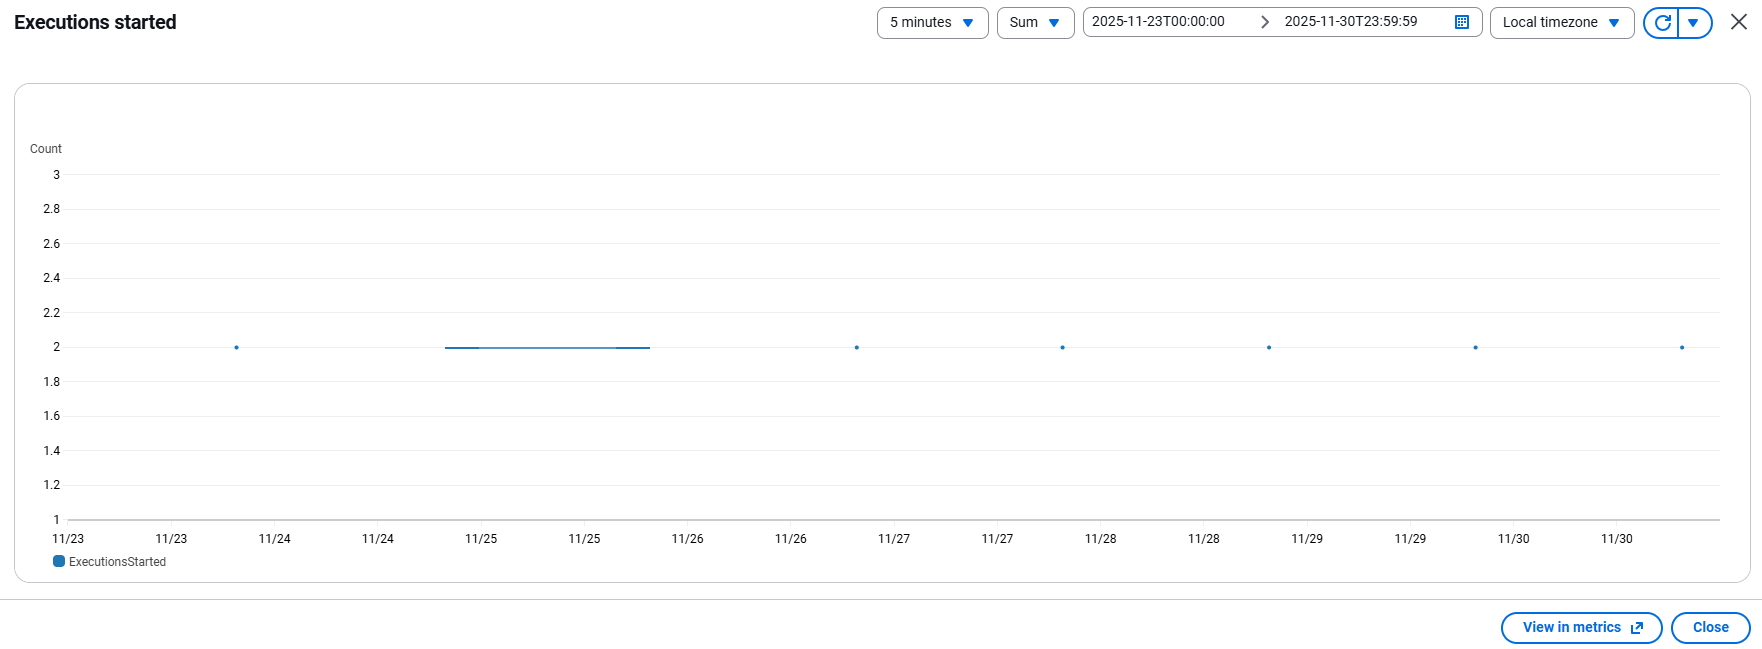 Executions started
5 minutes
Sum
2025-11-23T00:00:00
2025-11-30T23:59:59
Local timezone
Count
3
2.8
2.6
2.4
2.2
2
1.8
1.6
1.4
1.2
1
11/23 11/23 11/24 11/24 11/25 11/25 11/26 11/26 11/27 11/27 11/28 11/28 11/29 11/29 11/30 11/30
ExecutionsStarted
View in metrics
Close